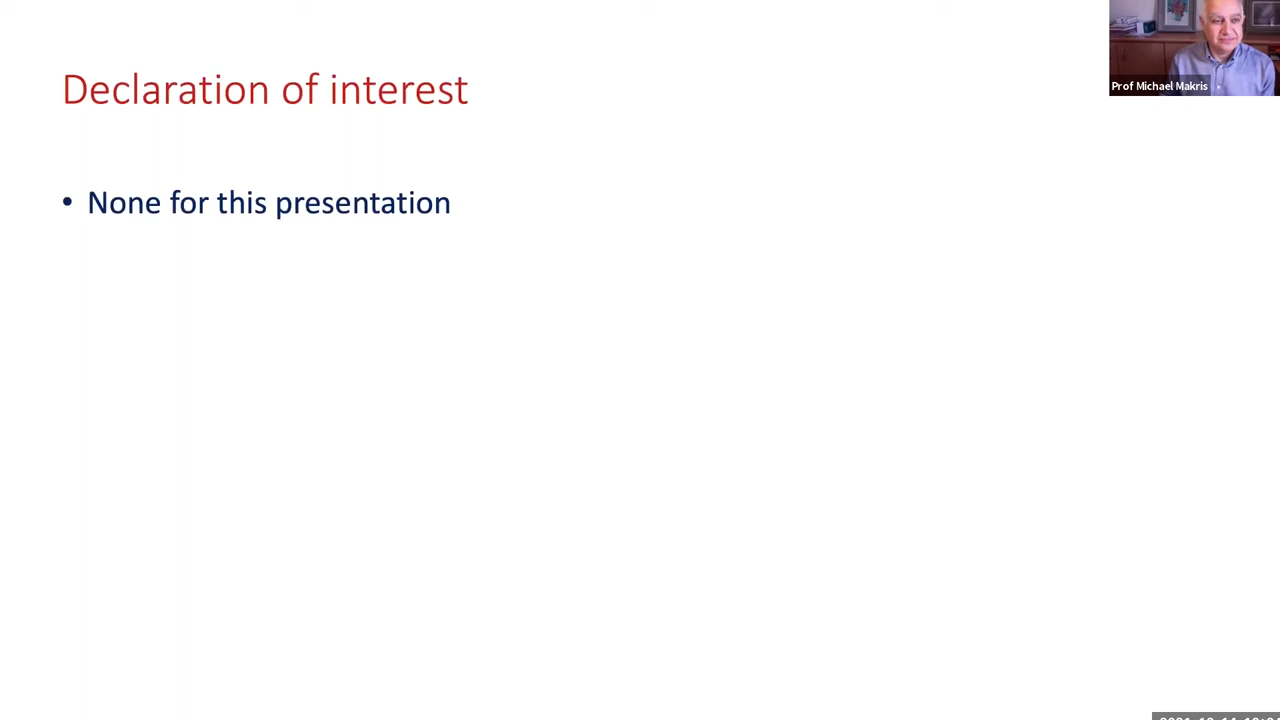 Declaration of interest
Prof Michael Makris
• None for this presentation